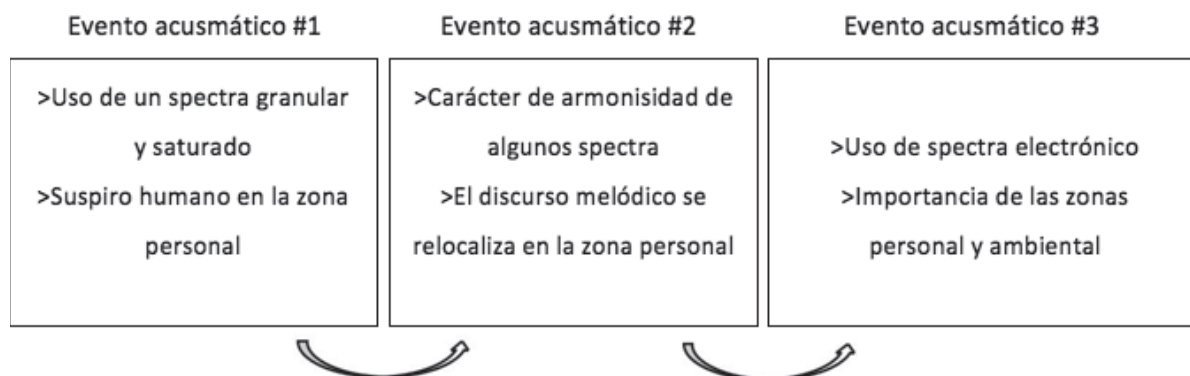 Evento acusmático #1
Evento acusmático #2
Evento acusmático #3
>Uso de un spectra granular
y saturado
>Suspiro humano en la zona
personal
>Carácter de armonisidad de
algunos spectra
>El discurso melódico se
relocaliza en la zona personal
>Uso de spectra electrónico
>Importancia de las zonas
personal y ambiental